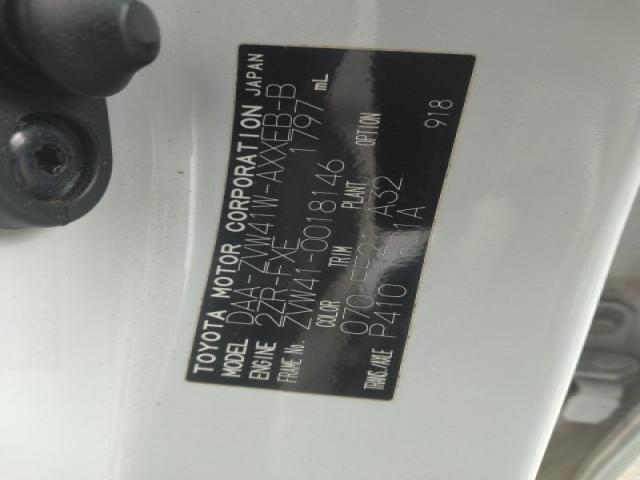 TOYOTA MOTOR CORPORATION JAPAN
MODEL DAA-ZVW41W-AXXEB-B
ENGINE 2ZR-FXE 1797 mL
FRAME No. ZVW41-0018146
COLOR TRIM PLANT OPTION
070 A32
TRANS./AXLE P410 918